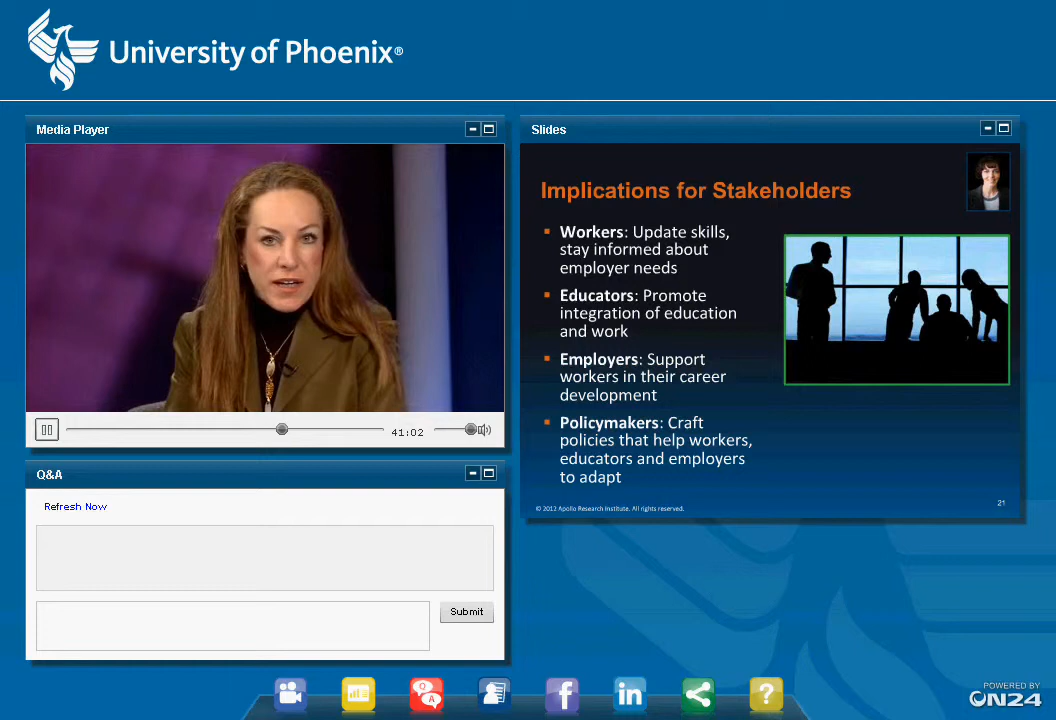 University of Phoenix®
Media Player
41:02
Q&A
Refresh Now
Submit
Slides
Implications for Stakeholders
Workers: Update skills,
stay informed about
employer needs
Educators: Promote
integration of education
and work
Employers: Support
workers in their career
development
Policymakers: Craft
policies that help workers,
educators and employers
to adapt
© 2012 Apollo Research Institute. All rights reserved.
21
Q
A
f
in
?
POWERED BY
ON24